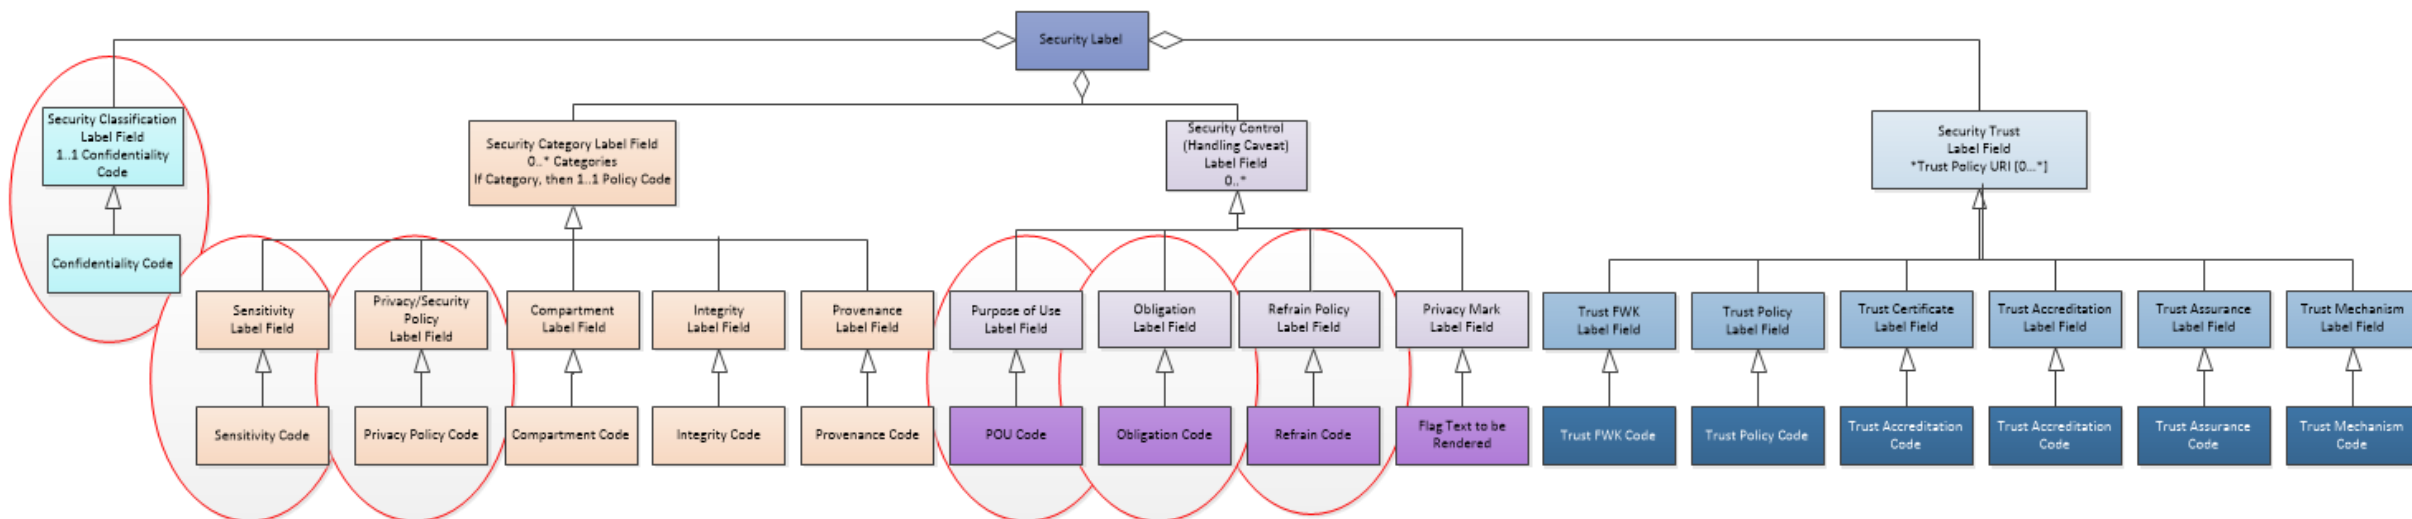 Security Label
Security Classification
Label Field
1..1 Confidentiality
Code
Security Category Label Field
0..* Categories
If Category, then 1..1 Policy Code
Security Control
(Handling Caveat)
Label Field
0..*
Security Trust
Label Field
*Trust Policy URI [0...*]
Confidentiality Code
Sensitivity
Label Field
Privacy/Security
Policy
Label Field
Compartment
Label Field
Integrity
Label Field
Provenance
Label Field
Purpose of Use
Label Field
Obligation
Label Field
Refrain Policy
Label Field
Privacy Mark
Label Field
Trust FWK
Label Field
Trust Policy
Label Field
Trust Certificate
Label Field
Trust Accreditation
Label Field
Trust Assurance
Label Field
Trust Mechanism
Label Field
Sensitivity Code
Privacy Policy Code
Compartment Code
Integrity Code
Provenance Code
POU Code
Obligation Code
Refrain Code
Flag Text to be
Rendered
Trust FWK Code
Trust Policy Code
Trust Accreditation
Code
Trust Accreditation
Code
Trust Assurance
Code
Trust Mechanism
Code